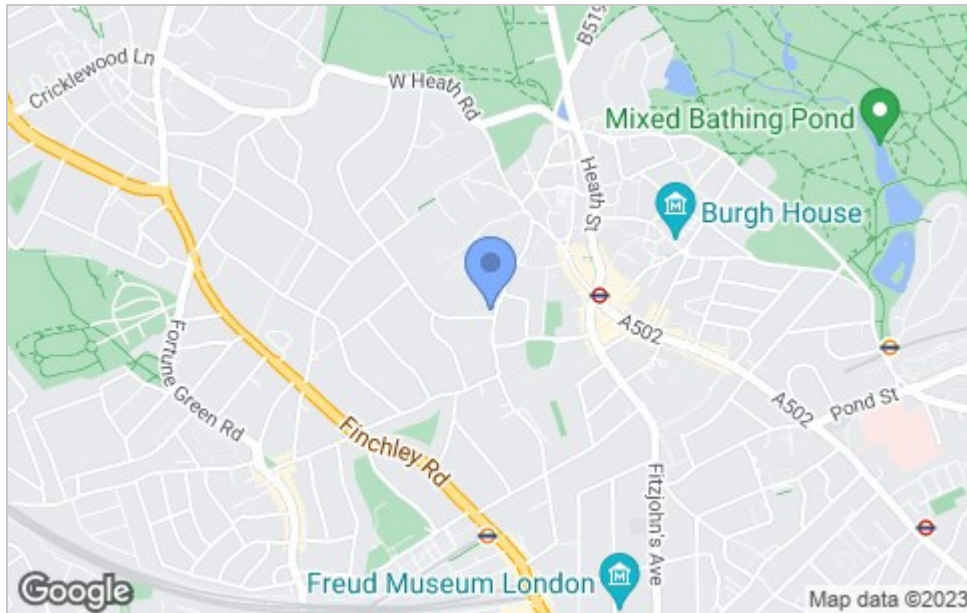 B519
Cricklewood Ln
W Heath Rd
Mixed Bathing Pond
Heath St
Burgh House
A502
Fortune Green Rd
Pond St
A502
Finchley Rd
Fitzjohn's Ave
Freud Museum London
Google
Map data ©2023